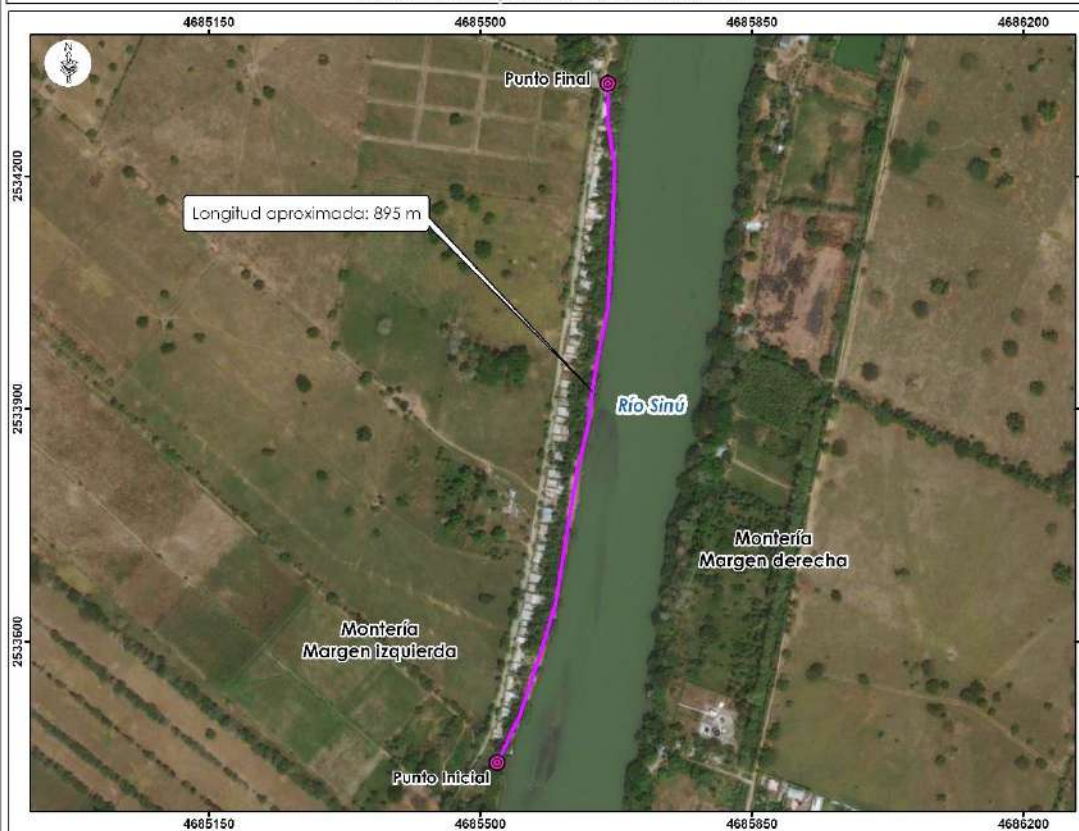 4685150 4685500 4685850 4686200
N
Punto Final
2534200
Longitud aproximada: 895 m
2533900
Río Sinú
Montería
Margen derecha
2533600
Montería
Margen Izquierda
Punto Inicial
4685150 4685500 4685850 4686200